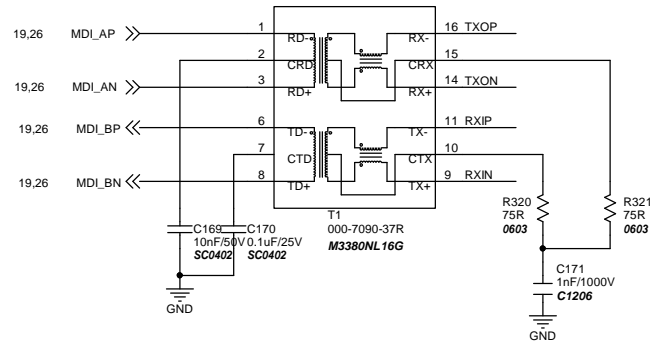 19,26 MDI_AP 1 RD- RX- 16 TXOP
2 CRD CRX 15
19,26 MDI_AN 3 RD+ RX+ 14 TXON
19,26 MDI_BP 6 TD- TX- 11 RXIP
7 CTD CTX 10
19,26 MDI_BN 8 TD+ TX+ 9 RXIN
T1
000-7090-37R
M3380NL16G
C169
10nF/50V
SC0402
C170
0.1uF/25V
SC0402
GND
R320
75R
0603
R321
75R
0603
C171
1nF/1000V
C1206
GND